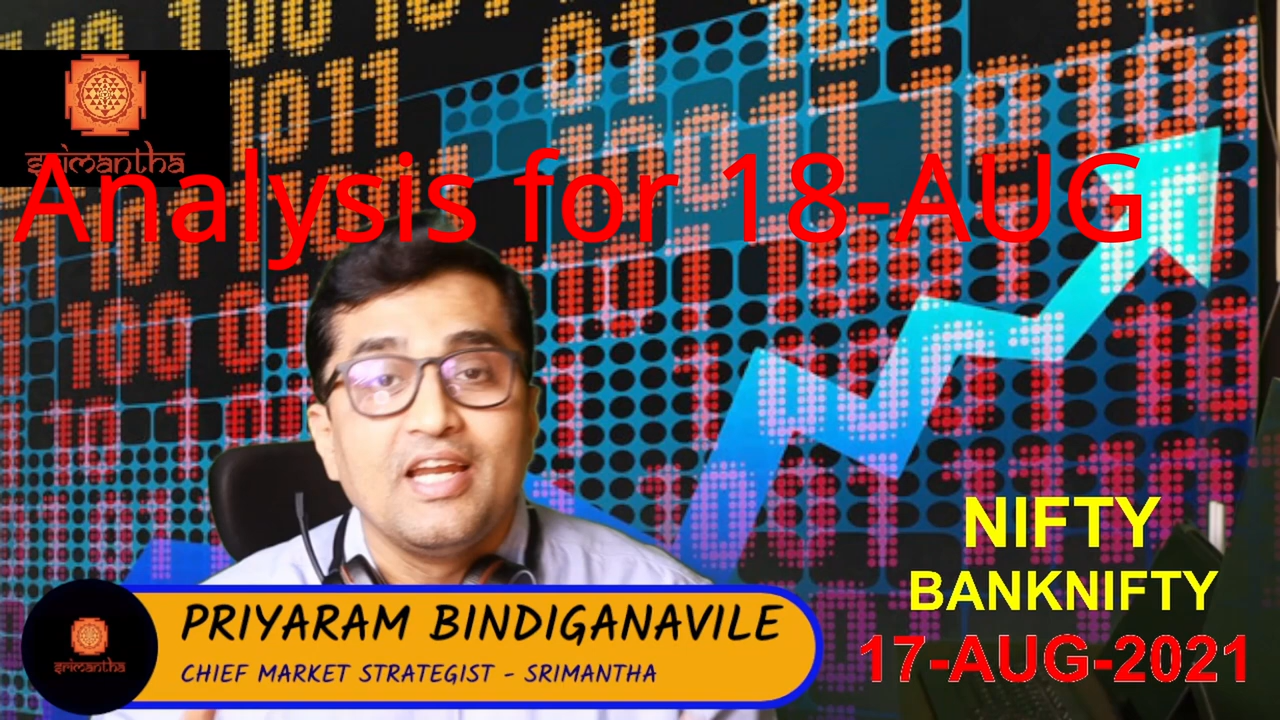 srimantha
Analysis for 18-AUG
NIFTY
BANKNIFTY
17-AUG-2021
PRIYARAM BINDIGANAVILE
CHIEF MARKET STRATEGIST - SRIMANTHA
srimantha